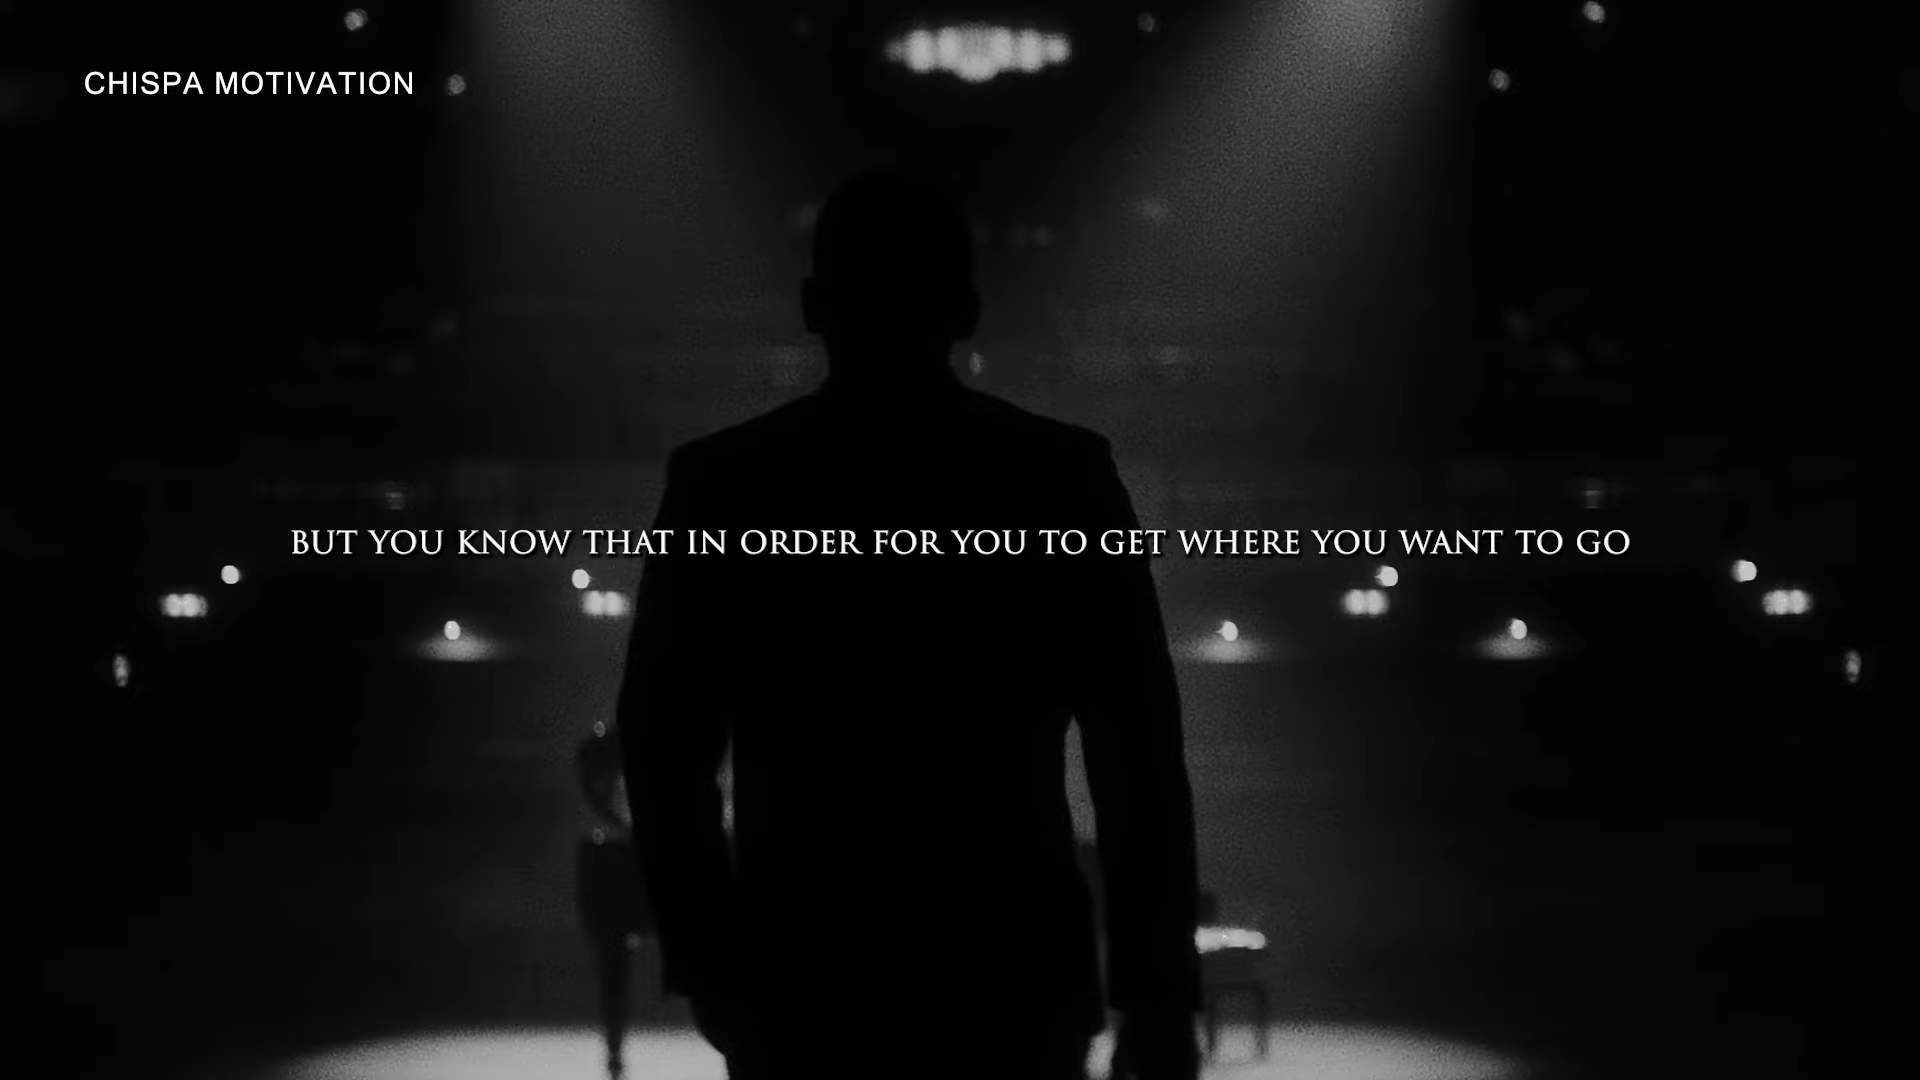 CHISPA MOTIVATION
BUT YOU KNOW THAT IN ORDER FOR YOU TO GET WHERE YOU WANT TO GO